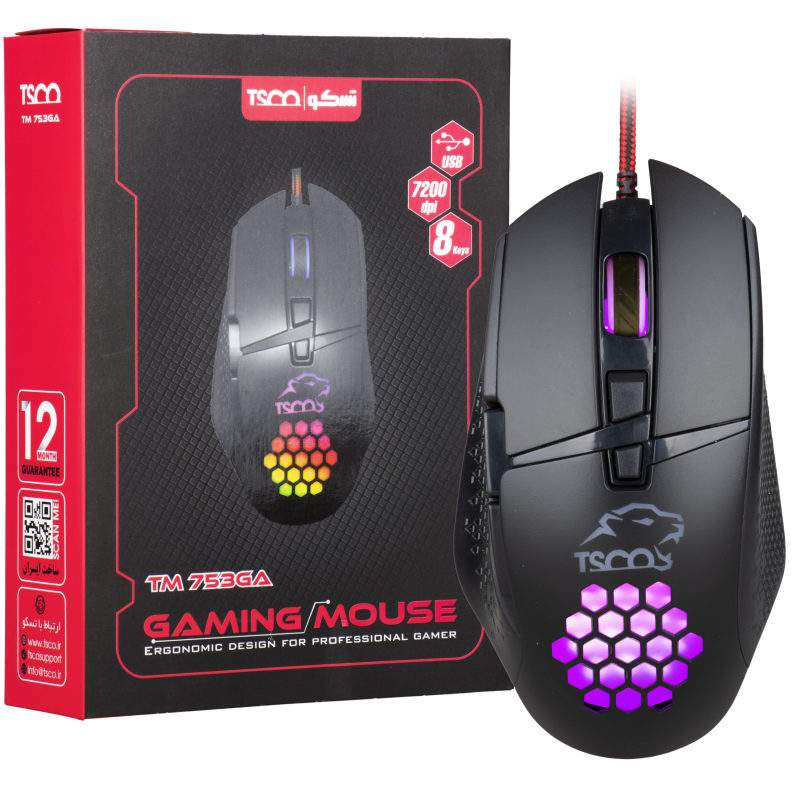 TSCO
TM 753GA
12
MONTH
GUARANTEE
SCAN ME!
ساخت ایران
ارتباط با تسکو
www.tsco.ir
tscosupport
info@tsco.ir
TSCO | تسکو
USB
7200
dpi
8
Keys
TSCO
TM 753GA
GAMING MOUSE
ERGONOMIC DESIGN FOR PROFESSIONAL GAMER
TSCO